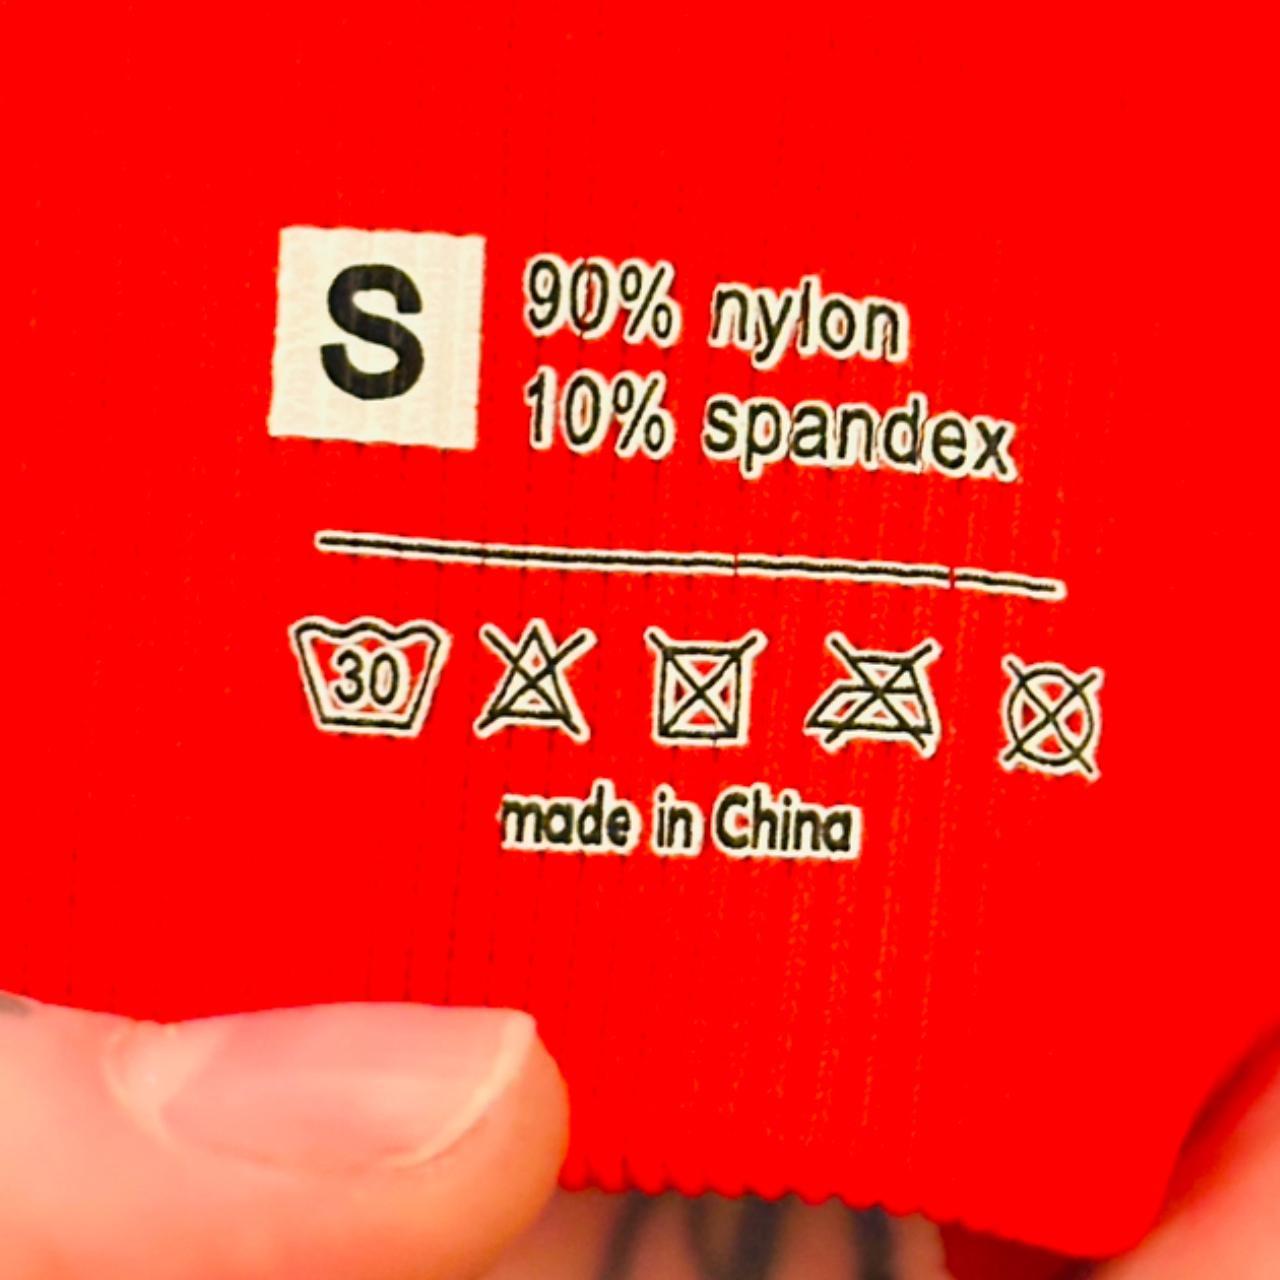 S
90% nylon
10% spandex
30
made in China